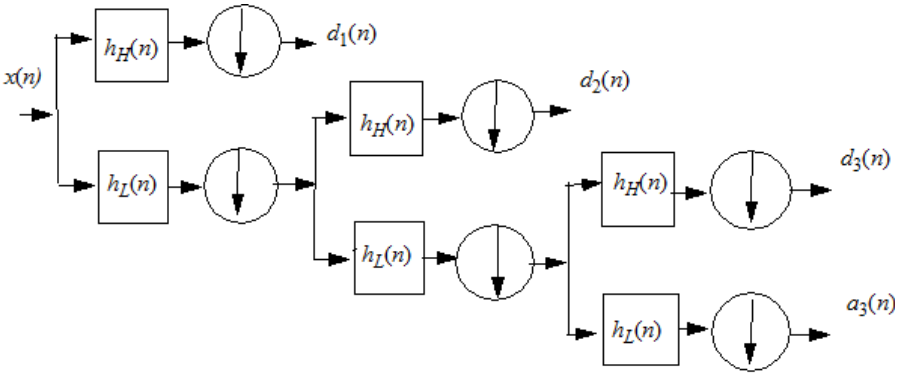 x(n)
h_H(n)
d_1(n)
h_L(n)
h_H(n)
d_2(n)
h_L(n)
h_H(n)
d_3(n)
h_L(n)
a_3(n)